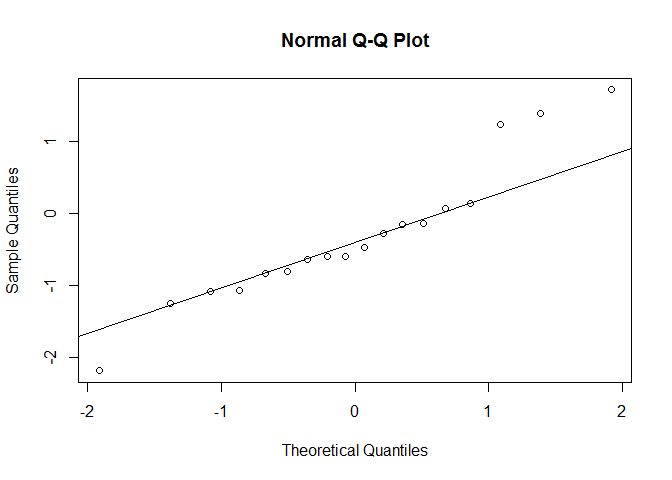 Normal Q-Q Plot
Sample Quantiles
1
0
-1
-2
-2 -1 0 1 2
Theoretical Quantiles